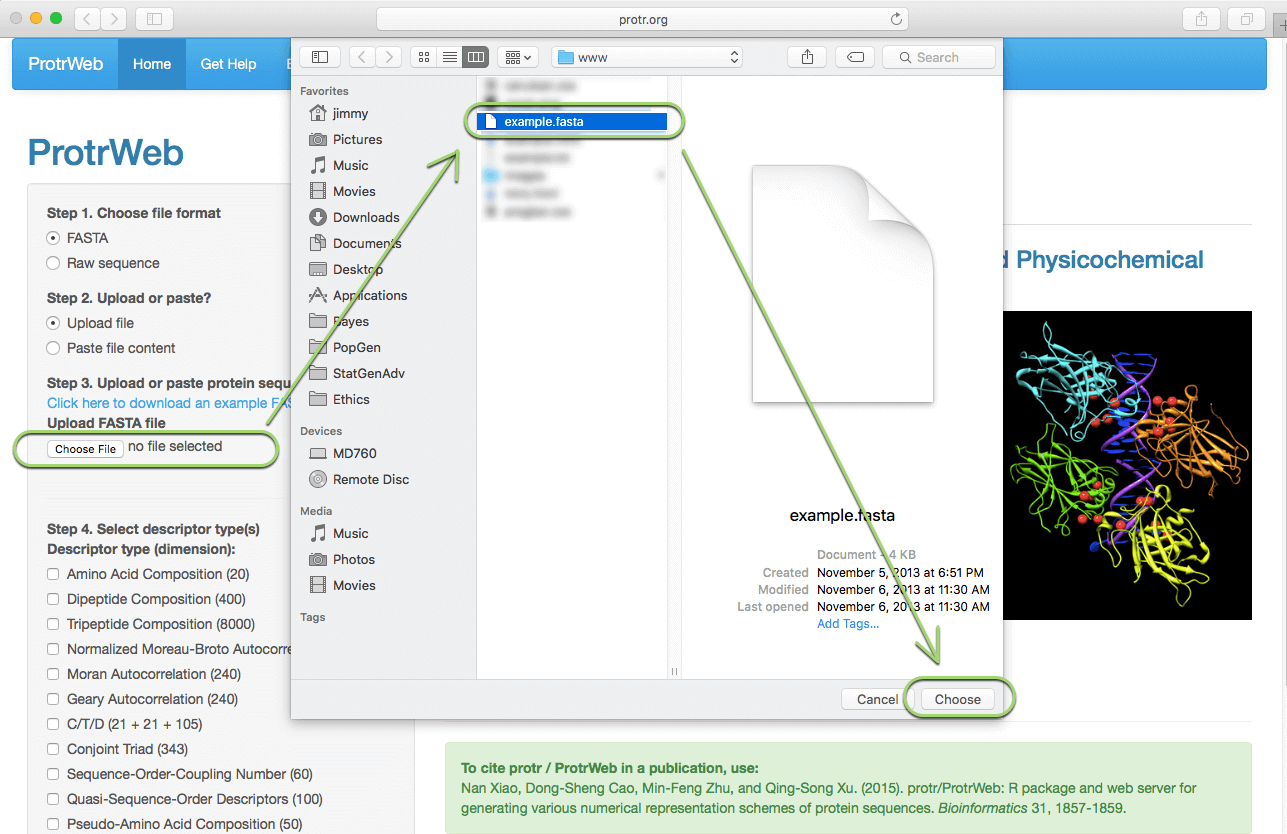 protr.org
ProtrWeb
Home
Get Help
www
Search
ProtrWeb
Step 1. Choose file format
FASTA
Raw sequence
Step 2. Upload or paste?
Upload file
Paste file content
Step 3. Upload or paste protein sequ
Click here to download an example FAS
Upload FASTA file
Choose File no file selected
Step 4. Select descriptor type(s)
Descriptor type (dimension):
Amino Acid Composition (20)
Dipeptide Composition (400)
Tripeptide Composition (8000)
Normalized Moreau-Broto Autocorre
Moran Autocorrelation (240)
Geary Autocorrelation (240)
C/T/D (21 + 21 + 105)
Conjoint Triad (343)
Sequence-Order-Coupling Number (60)
Quasi-Sequence-Order Descriptors (100)
Pseudo-Amino Acid Composition (50)
Favorites
jimmy
Pictures
Music
Movies
Downloads
Documents
Desktop
Applications
Bayes
PopGen
StatGenAdv
Ethics
Devices
MD760
Remote Disc
Media
Music
Photos
Movies
Tags
example.fasta
example.fasta
Document - 4 KB
Created November 5, 2013 at 6:51 PM
Modified November 6, 2013 at 11:30 AM
Last opened November 6, 2013 at 11:30 AM
Add Tags...
Cancel
Choose
d Physicochemical
To cite protr / ProtrWeb in a publication, use:
Nan Xiao, Dong-Sheng Cao, Min-Feng Zhu, and Qing-Song Xu. (2015). protr/ProtrWeb: R package and web server for
generating various numerical representation schemes of protein sequences. Bioinformatics 31, 1857-1859.